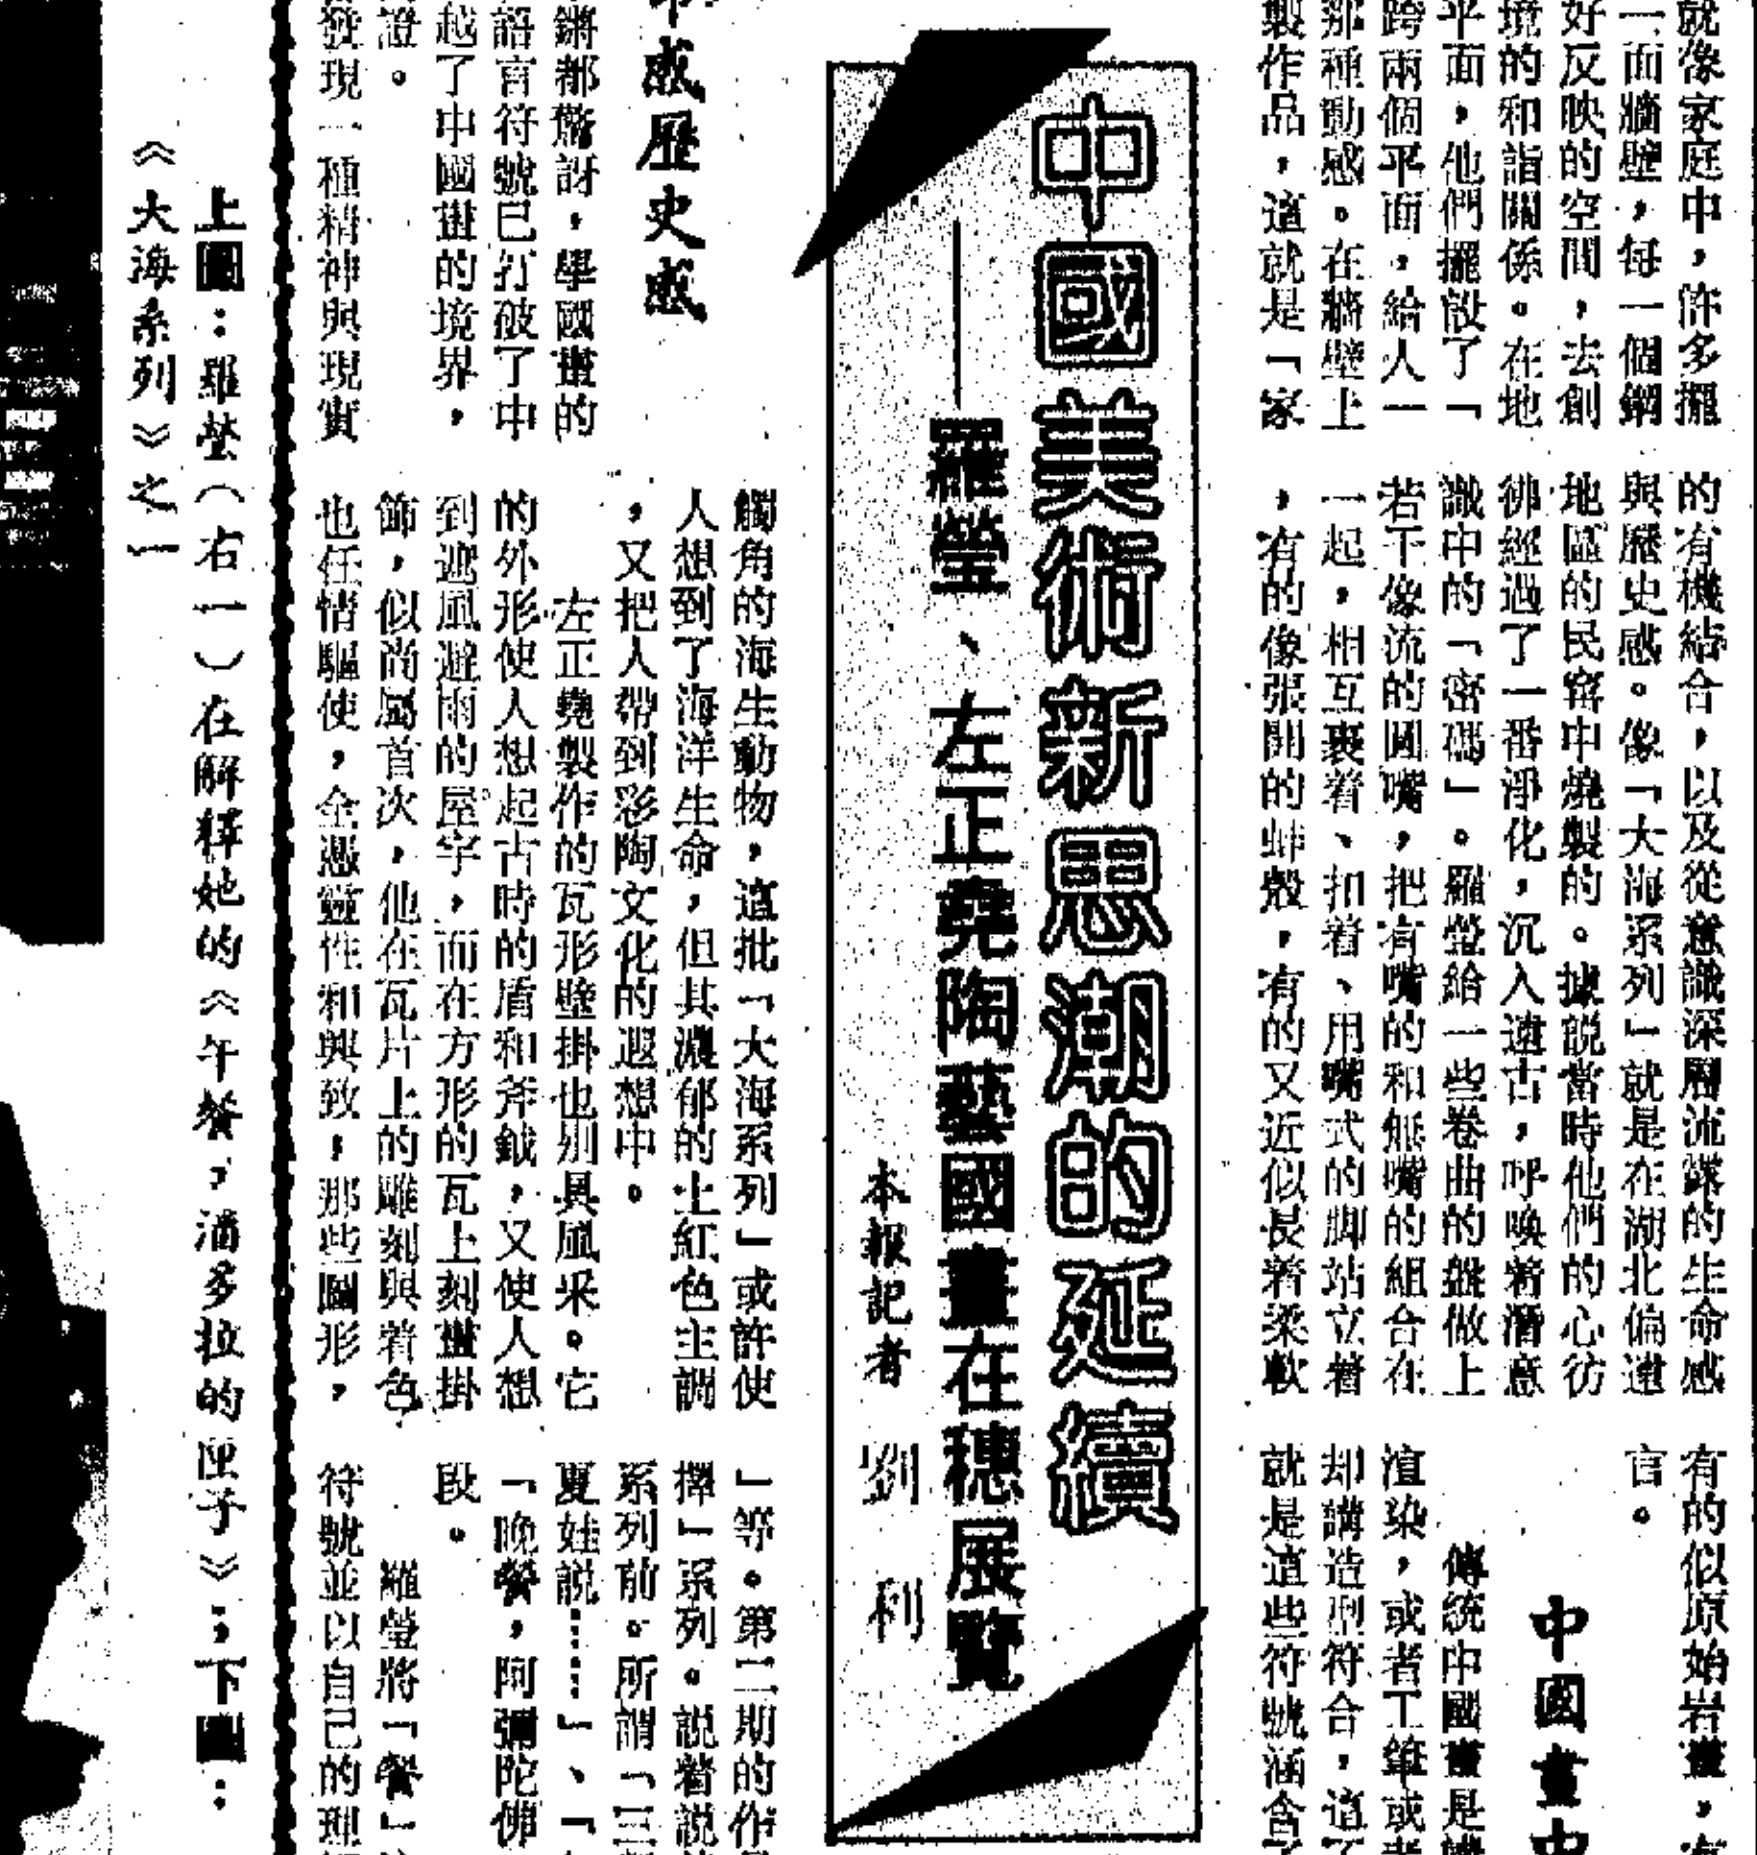 就像家庭中，許多擺
一面牆壁，每一個鋼
好反映的空間，去創
境的和諧關係。在地
平面，他們擺設了「
跨兩個平面，給人一
那種動感。在牆壁上
製作品，這就是「家
的有機結合，以及從意識深層流露的生命感
與歷史感。像「大海系列」就是在湖北偏遠
地區的民窰中燒製的。據説當時他們的心彷
彿經過了一番淨化，沉入遠古，呼喚着潛意
識中的「密碼」。羅瑩給一些卷曲的盤做上
若干像流的圓嘴，把有嘴的和無嘴的組合在
一起，相互裹着、扣着、用嘴式的脚站立着
，有的像張開的蚌殼，有的又近似長着柔軟
有的似原始岩畫，有
言。
中國畫中
傳統中國畫是
渲染，或者工筆或者
却講造型符合，這
就是這些符號涵含
中國美術新思潮的延續
——羅瑩、左正堯陶藝國畫在穗展覽
本報記者 劉利
感歷史感
鏘都驚訝，學國畫的
語言符號已打破了中
越了中國畫的境界，
證。
發現一種精神與現實
觸角的海生動物，這批「大海系列」或許使
人想到了海洋生命，但其濃郁的土紅色主調
，又把人帶到彩陶文化的遐想中。
左正堯製作的瓦形壁掛也别具風采。它
的外形使人想起古時的盾和斧鉞，又使人想
到遮風避雨的屋宇，而在方形的瓦上刻畫掛
飾，似尚屬首次，他在瓦片上的雕刻與着色
也任情驅使，全憑靈性和興致，那些圖形，
」等。第二期的作
擇」系列。説着説
系列前。所謂「三
夏娃説……」、「
「晚餐，阿彌陀佛
段。
羅瑩將「餐」
符號並以自己的理
上圖：羅瑩（右一）在解釋她的《午餐，潘多拉的匣子》；下圖：
《大海系列》之一